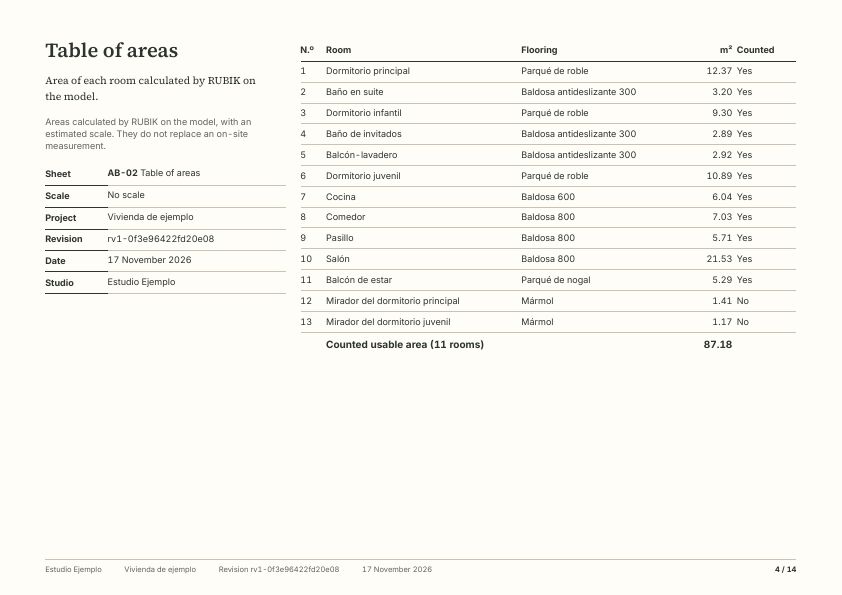 Table of areas
Area of each room calculated by RUBIK on
the model.
Areas calculated by RUBIK on the model, with an
estimated scale. They do not replace an on-site
measurement.
Sheet AB-02 Table of areas
Scale No scale
Project Vivienda de ejemplo
Revision rv1-0f3e96422fd20e08
Date 17 November 2026
Studio Estudio Ejemplo
N.º Room Flooring m² Counted
1 Dormitorio principal Parqué de roble 12.37 Yes
2 Baño en suite Baldosa antideslizante 300 3.20 Yes
3 Dormitorio infantil Parqué de roble 9.30 Yes
4 Baño de invitados Baldosa antideslizante 300 2.89 Yes
5 Balcón-lavadero Baldosa antideslizante 300 2.92 Yes
6 Dormitorio juvenil Parqué de roble 10.89 Yes
7 Cocina Baldosa 600 6.04 Yes
8 Comedor Baldosa 800 7.03 Yes
9 Pasillo Baldosa 800 5.71 Yes
10 Salón Baldosa 800 21.53 Yes
11 Balcón de estar Parqué de nogal 5.29 Yes
12 Mirador del dormitorio principal Mármol 1.41 No
13 Mirador del dormitorio juvenil Mármol 1.17 No
Counted usable area (11 rooms) 87.18
Estudio Ejemplo Vivienda de ejemplo Revision rv1-0f3e96422fd20e08 17 November 2026 4 / 14